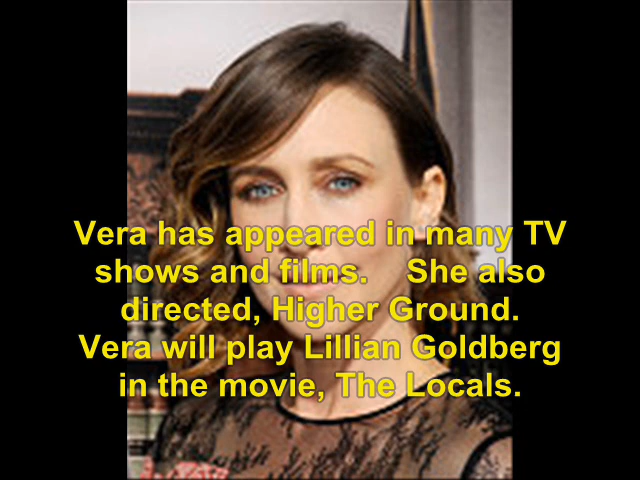 Vera has appeared in many TV
shows and films. She also
directed, Higher Ground.
Vera will play Lillian Goldberg
in the movie, The Locals.